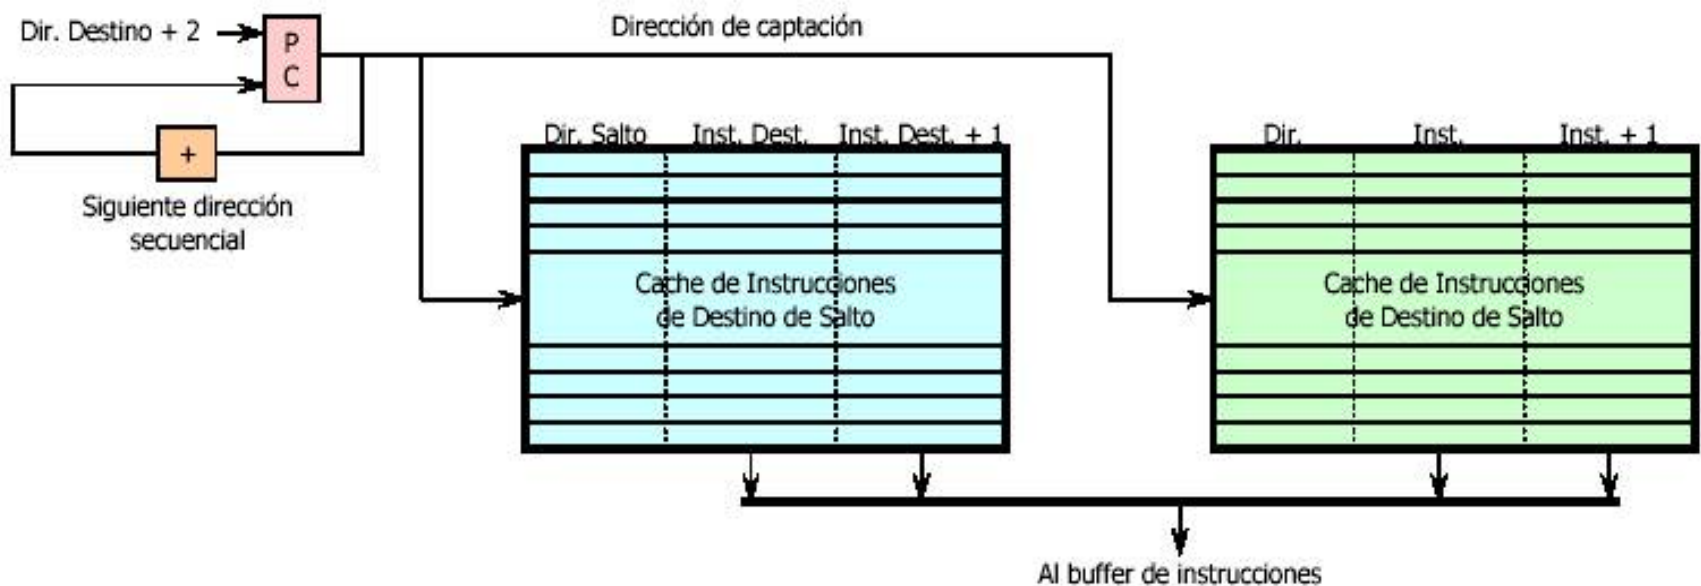 Dir. Destino + 2
P
C
Dirección de captación
+
Siguiente dirección
secuencial
Dir. Salto Inst. Dest. Inst. Dest. + 1
Cache de Instrucciones
de Destino de Salto
Dir. Inst. Inst. + 1
Cache de Instrucciones
de Destino de Salto
Al buffer de instrucciones